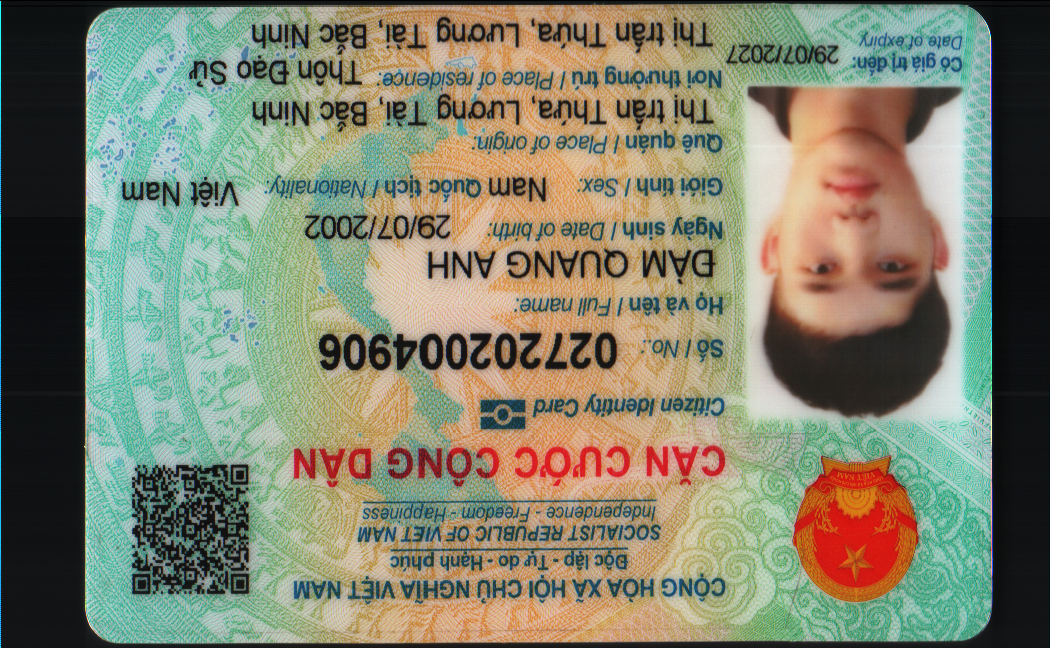 CỘNG HÒA XÃ HỘI CHỦ NGHĨA VIỆT NAM
Độc lập - Tự do - Hạnh phúc
SOCIALIST REPUBLIC OF VIET NAM
Independence - Freedom - Happiness
CĂN CƯỚC CÔNG DÂN
Citizen Identity Card
Số / No.: 027202004906
Họ và tên / Full name:
ĐÀM QUANG ANH
Ngày sinh / Date of birth: 29/07/2002
Giới tính / Sex: Nam Quốc tịch / Nationality: Việt Nam
Quê quán / Place of origin:
Thị trấn Thứa, Lương Tài, Bắc Ninh
Nơi thường trú / Place of residence: Thôn Đạo Sử
Thị trấn Thứa, Lương Tài, Bắc Ninh
Có giá trị đến: 29/07/2027
Date of expiry
VIỆT NAM